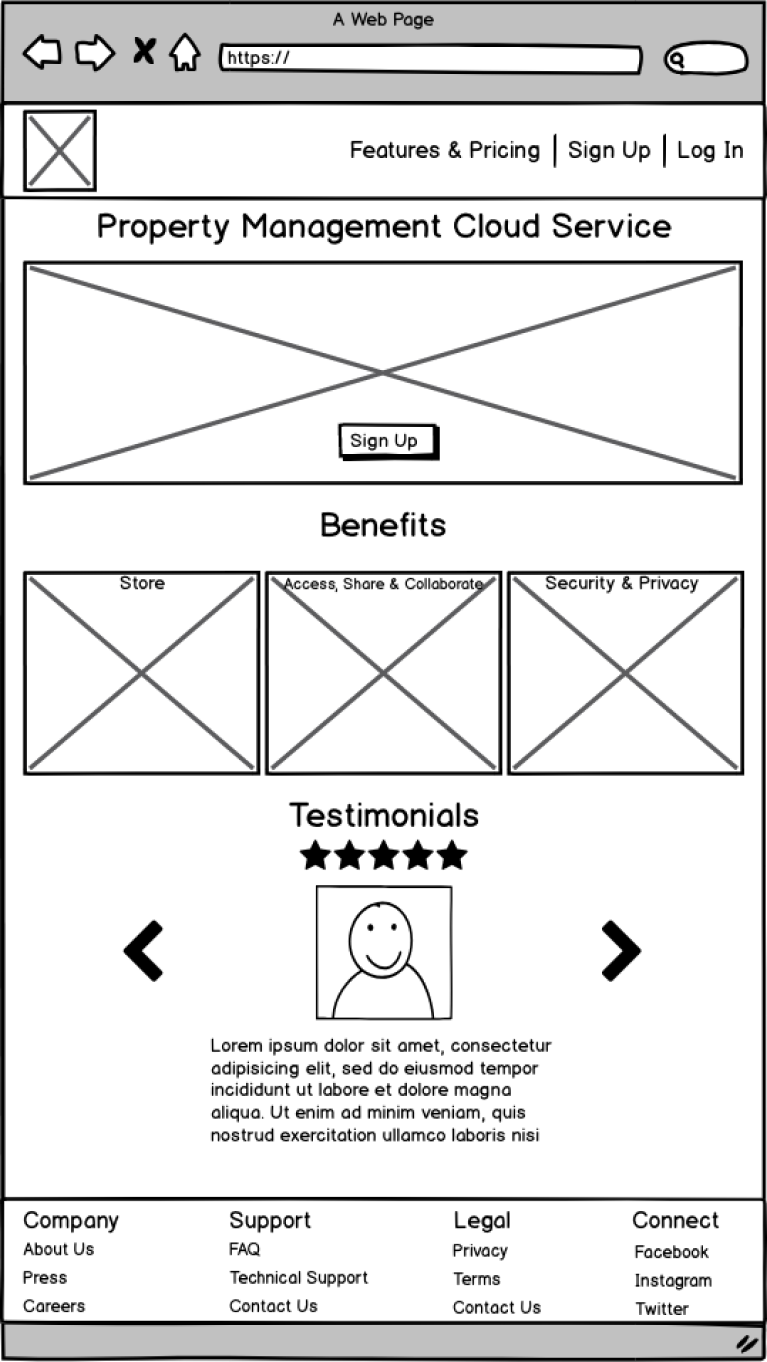 A Web Page
https://
Features & Pricing | Sign Up | Log In
Property Management Cloud Service
Sign Up
Benefits
Store
Access, Share & Collaborate
Security & Privacy
Testimonials
Lorem ipsum dolor sit amet, consectetur
adipisicing elit, sed do eiusmod tempor
incididunt ut labore et dolore magna
aliqua. Ut enim ad minim veniam, quis
nostrud exercitation ullamco laboris nisi
Company
About Us
Press
Careers
Support
FAQ
Technical Support
Contact Us
Legal
Privacy
Terms
Contact Us
Connect
Facebook
Instagram
Twitter